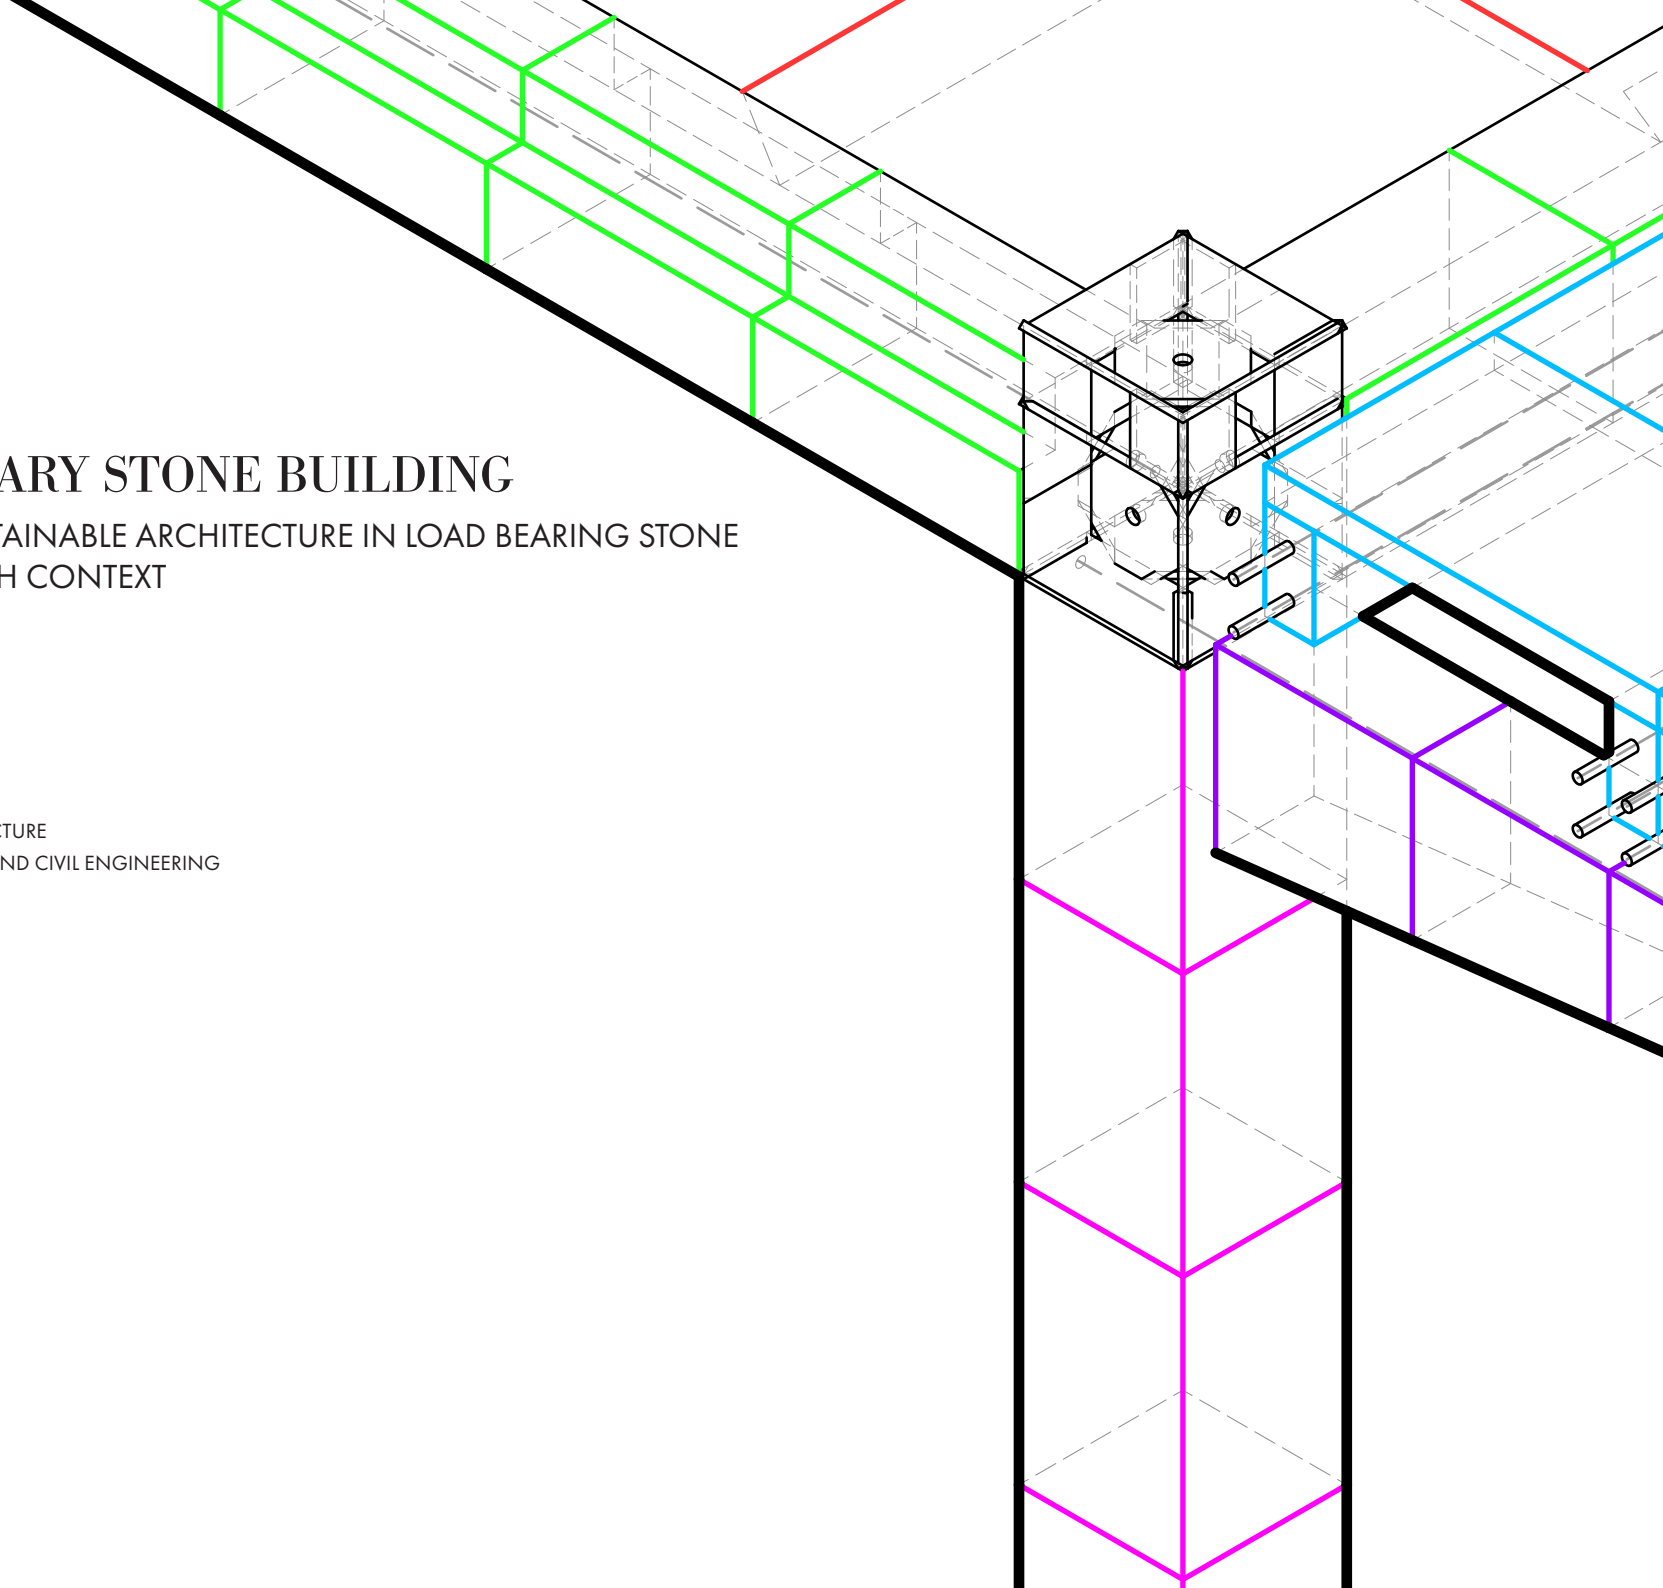 ARY STONE BUILDING
TAINABLE ARCHITECTURE IN LOAD BEARING STONE
H CONTEXT
CTURE
ND CIVIL ENGINEERING